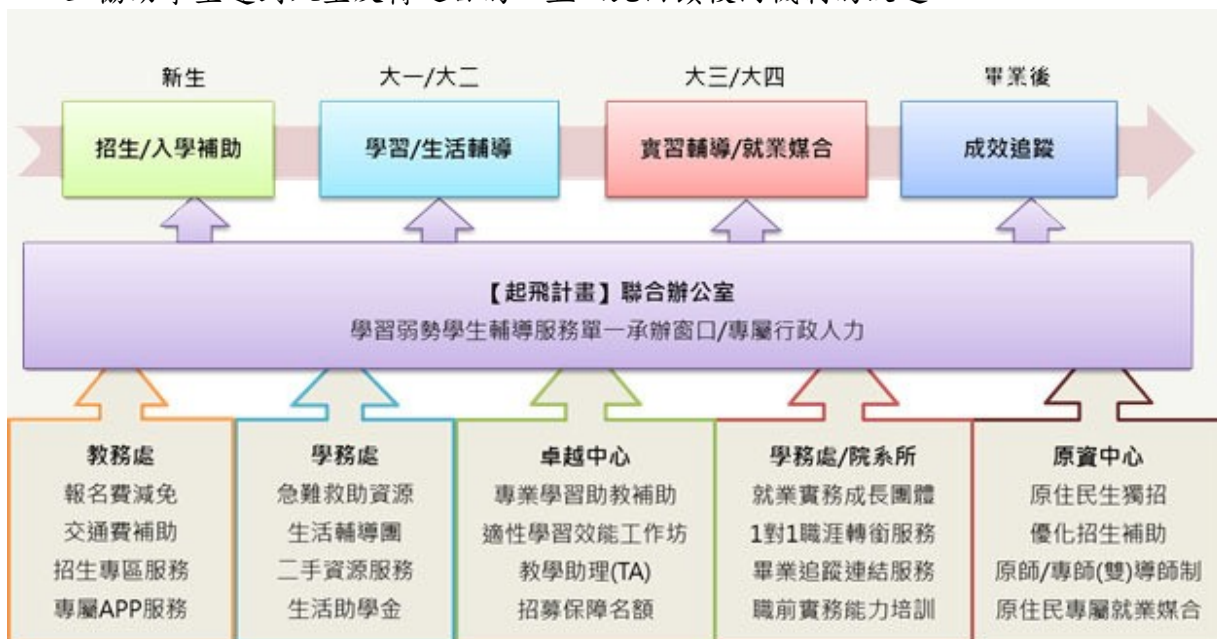 新生
大一/大二
大三/大四
畢業後
招生/入學補助
學習/生活輔導
實習輔導/就業媒合
成效追蹤
【起飛計畫】聯合辦公室
學習弱勢學生輔導服務單一承辦窗口/專屬行政人力
教務處
報名費減免
交通費補助
招生專區服務
專屬APP服務
學務處
急難救助資源
生活輔導團
二手資源服務
生活助學金
卓越中心
專業學習助教補助
適性學習效能工作坊
教學助理(TA)
招募保障名額
學務處/院系所
就業實務成長團體
1對1職涯轉銜服務
畢業追蹤連結服務
職前實務能力培訓
原資中心
原住民生獨招
優化招生補助
原師/專師(雙)導師制
原住民專屬就業媒合